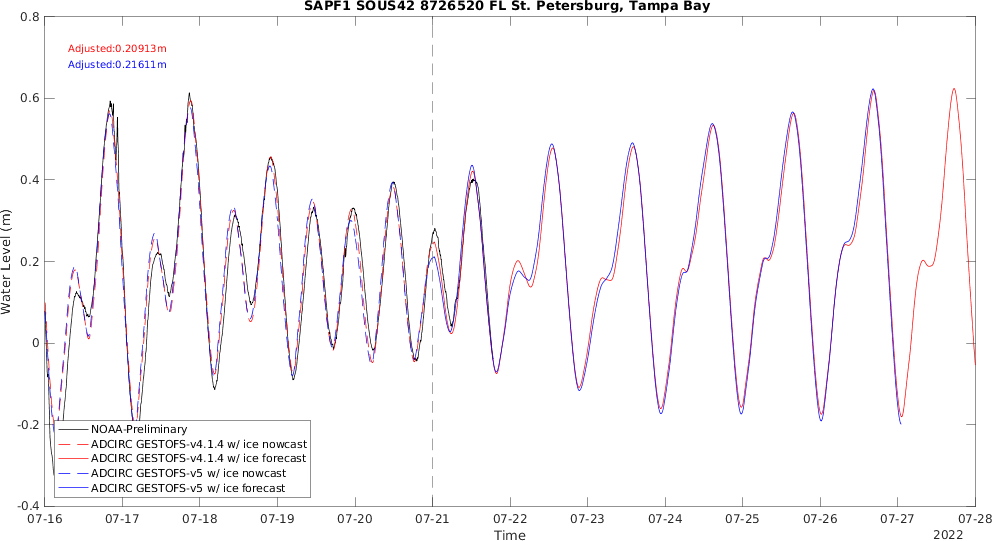 SAPF1 SOUS42 8726520 FL St. Petersburg, Tampa Bay
Adjusted:0.20913m
Adjusted:0.21611m
0.8
0.6
0.4
0.2
0
-0.2
-0.4
Water Level (m)
NOAA-Preliminary
ADCIRC GESTOFS-v4.1.4 w/ ice nowcast
ADCIRC GESTOFS-v4.1.4 w/ ice forecast
ADCIRC GESTOFS-v5 w/ ice nowcast
ADCIRC GESTOFS-v5 w/ ice forecast
07-16 07-17 07-18 07-19 07-20 07-21 07-22 07-23 07-24 07-25 07-26 07-27 07-28
Time
2022